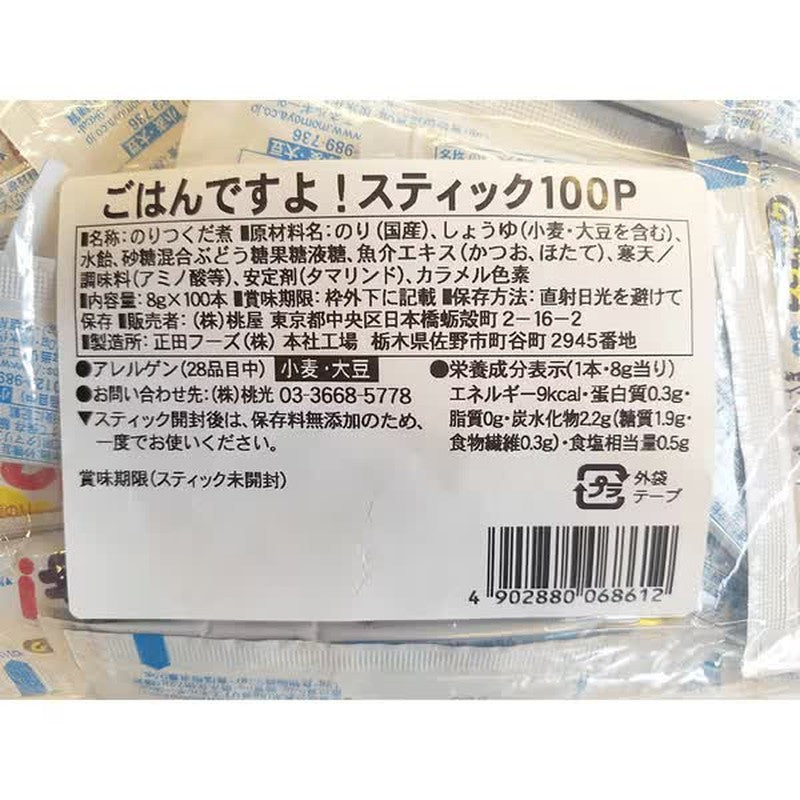 www.momoya.co.jp
小麦・大豆
989 736
ごはんですよ！スティック100P
▮名称：のりつくだ煮 ▮原材料名：のり（国産）、しょうゆ（小麦・大豆を含む）、
水飴、砂糖混合ぶどう糖果糖液糖、魚介エキス（かつお、ほたて）、寒天／
調味料（アミノ酸等）、安定剤（タマリンド）、カラメル色素
▮内容量：8g×100本 ▮賞味期限：枠外下に記載 ▮保存方法：直射日光を避けて
保存 ▮販売者：（株）桃屋 東京都中央区日本橋蛎殻町2－16－2
▮製造所：正田フーズ（株） 本社工場 栃木県佐野市町谷町2945番地
●アレルゲン（28品目中） 小麦・大豆
●お問い合わせ先：（株）桃光 03-3668-5778
▼スティック開封後は、保存料無添加のため、
一度でお使いください。
●栄養成分表示（1本・8g当り）
エネルギー9kcal・蛋白質0.3g・
脂質0g・炭水化物2.2g（糖質1.9g・
食物繊維0.3g）・食塩相当量0.5g
賞味期限（スティック未開封）
プラ
外袋
テープ
4 902880 068612